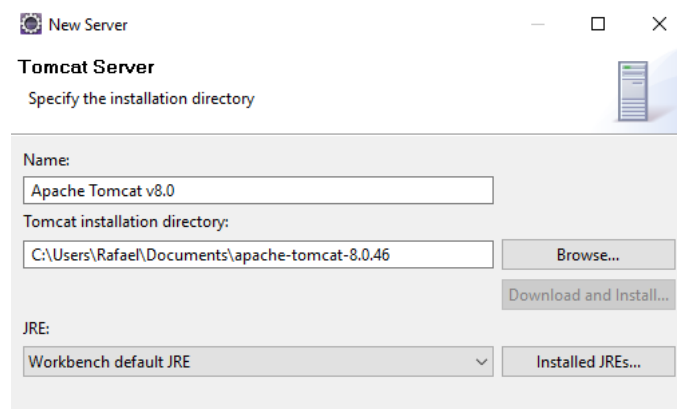 New Server
Tomcat Server
Specify the installation directory
Name:
Apache Tomcat v8.0
Tomcat installation directory:
C:\Users\Rafael\Documents\apache-tomcat-8.0.46
Browse...
Download and Install...
JRE:
Workbench default JRE
Installed JREs...